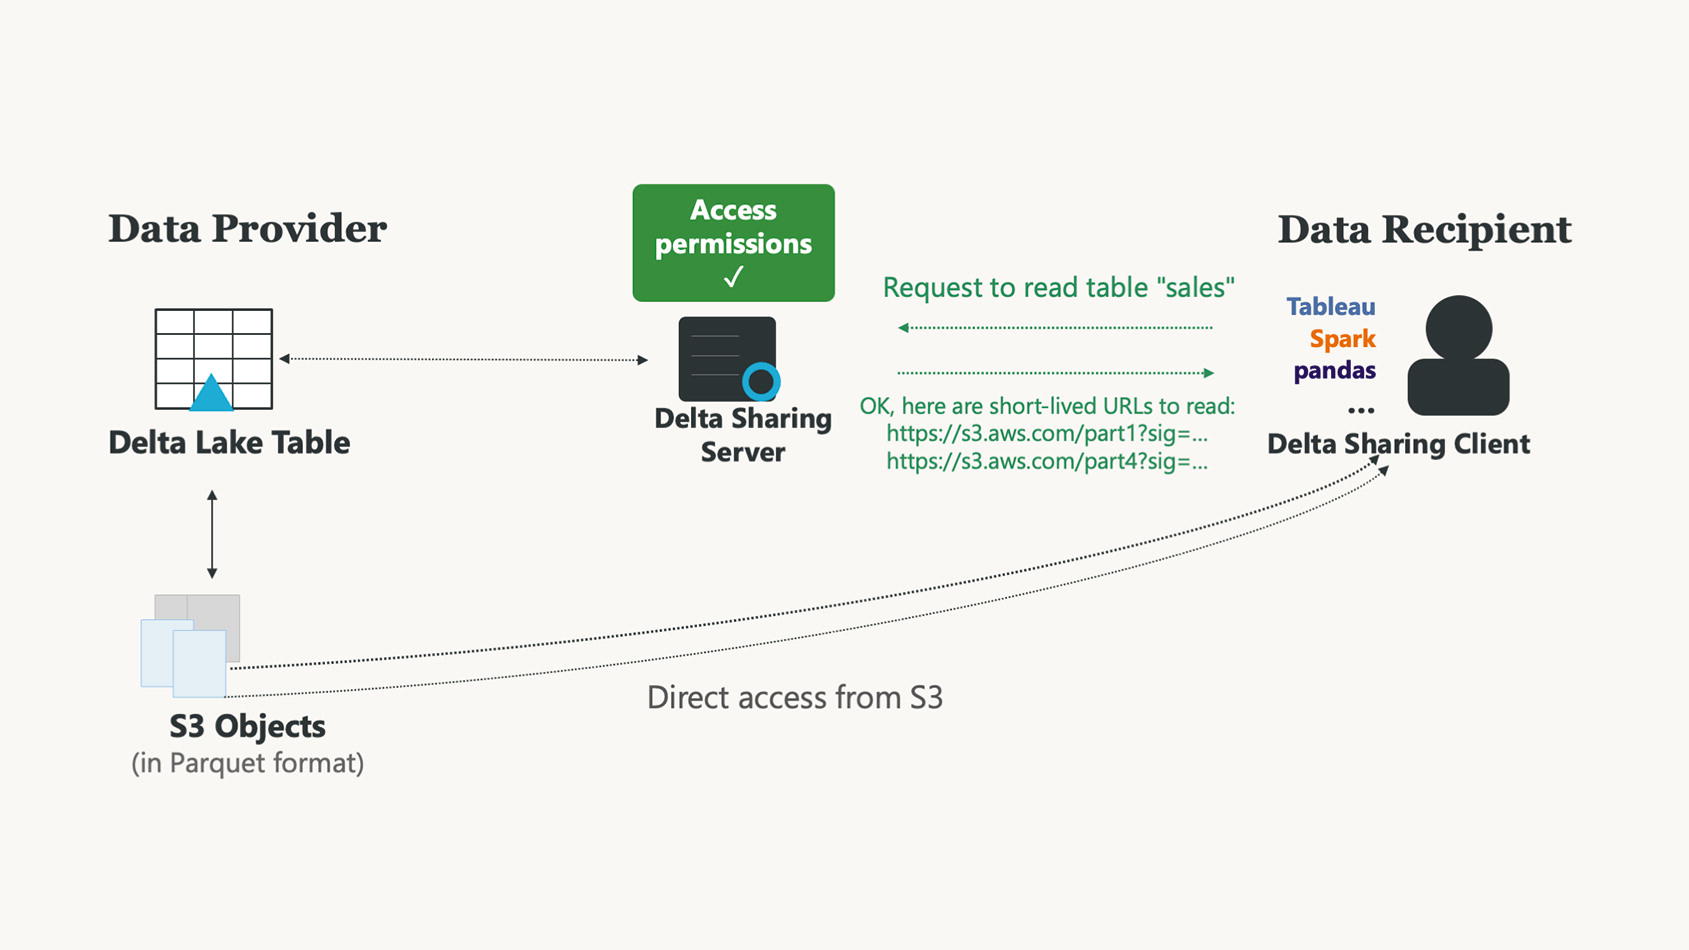 Data Provider
Delta Lake Table
S3 Objects
(in Parquet format)
Access
permissions
✓
Delta Sharing
Server
Request to read table "sales"
OK, here are short-lived URLs to read:
https://s3.aws.com/part1?sig=...
https://s3.aws.com/part4?sig=...
Direct access from S3
Data Recipient
Tableau
Spark
pandas
...
Delta Sharing Client